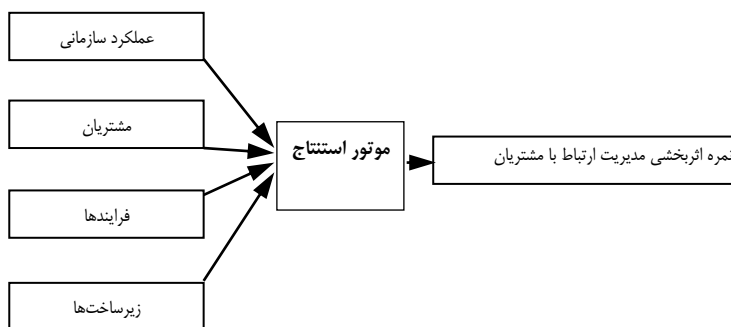 عملکرد سازمانی
مشتریان
فرایندها
زیرساخت‌ها
موتور استنتاج
نمره اثربخشی مدیریت ارتباط با مشتریان